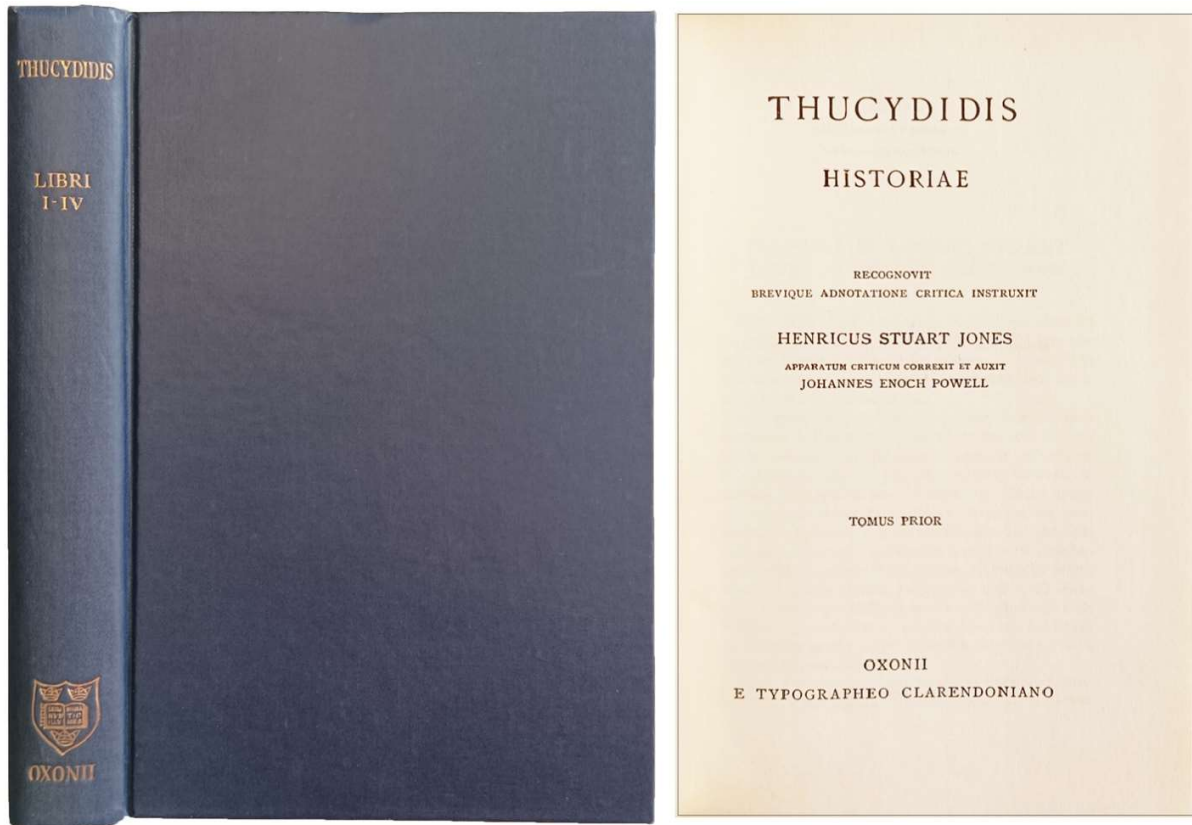 THUCYDIDIS
LIBRI
I-IV
OXONII
THUCYDIDIS
HISTORIAE
RECOGNOVIT
BREVIQUE ADNOTATIONE CRITICA INSTRUXIT
HENRICUS STUART JONES
APPARATUM CRITICUM CORREXIT ET AUXIT
JOHANNES ENOCH POWELL
TOMUS PRIOR
OXONII
E TYPOGRAPHEO CLARENDONIANO